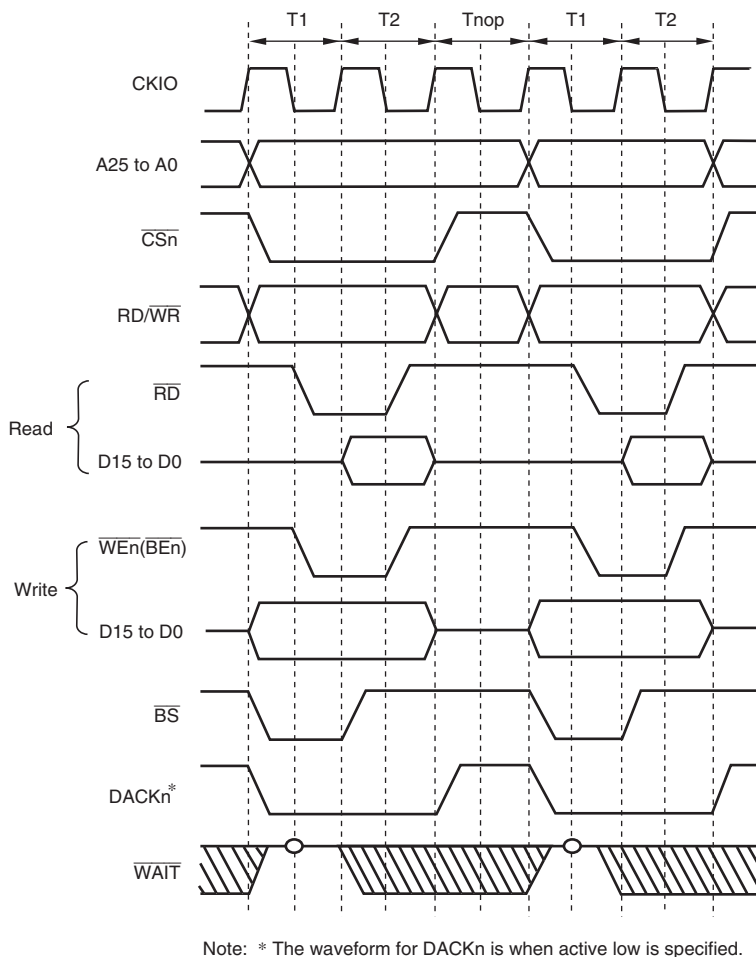 T1 T2 Tnop T1 T2
CKIO
A25 to A0
CSn
RD/WR
RD
Read
D15 to D0
WEn(BEn)
Write
D15 to D0
BS
DACKn*
WAIT
Note: * The waveform for DACKn is when active low is specified.